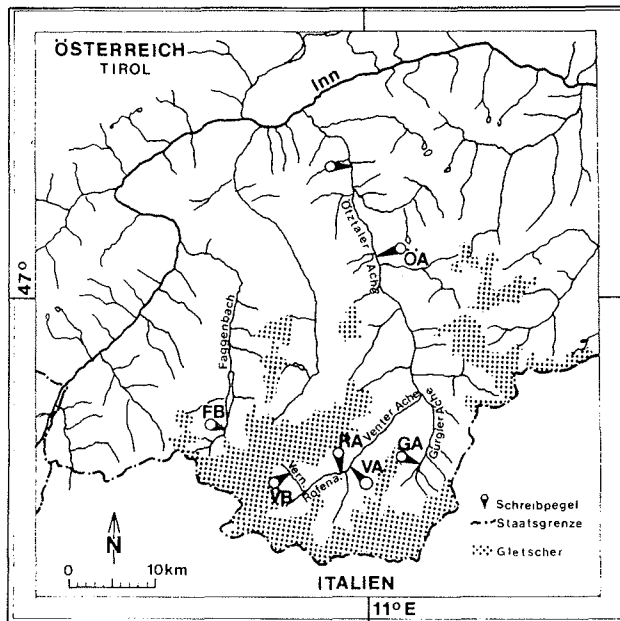 ÖSTERREICH
TIROL
Inn
Ötztaler Ache
ÖA
47°
Faggenbach
FB
Venter Ache
Gurgler Ache
RA
GA
Vern.
Rofena.
VA
VB
Schreibpegel
Staatsgrenze
Gletscher
N
0 10km
ITALIEN
11° E